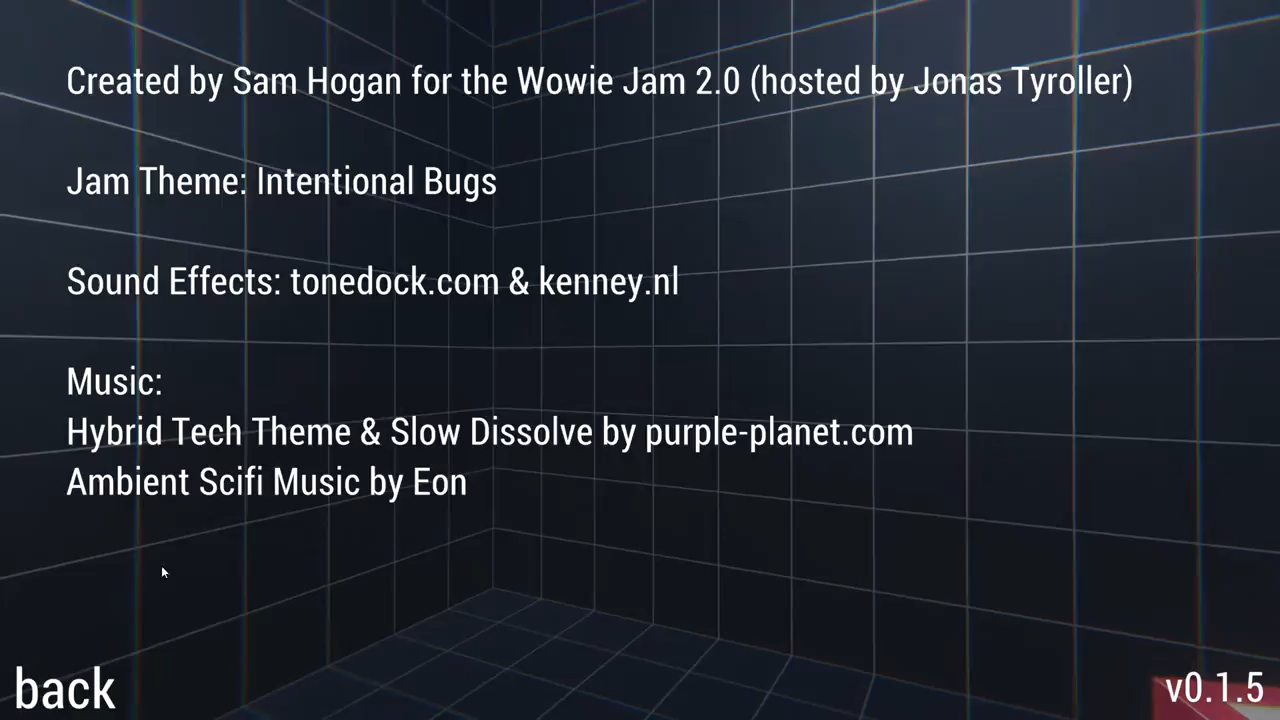 Created by Sam Hogan for the Wowie Jam 2.0 (hosted by Jonas Tyroller)
Jam Theme: Intentional Bugs
Sound Effects: tonedock.com & kenney.nl
Music:
Hybrid Tech Theme & Slow Dissolve by purple-planet.com
Ambient Scifi Music by Eon
back
v0.1.5